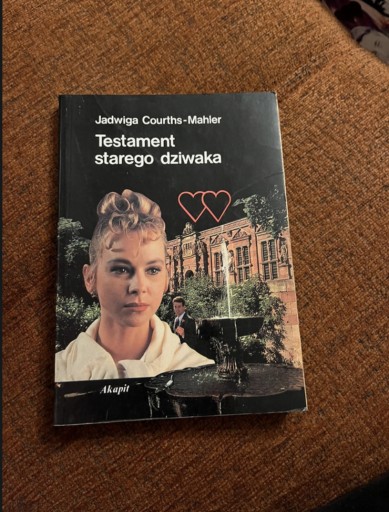 Jadwiga Courths-Mahler
Testament
starego dziwaka
Akapit